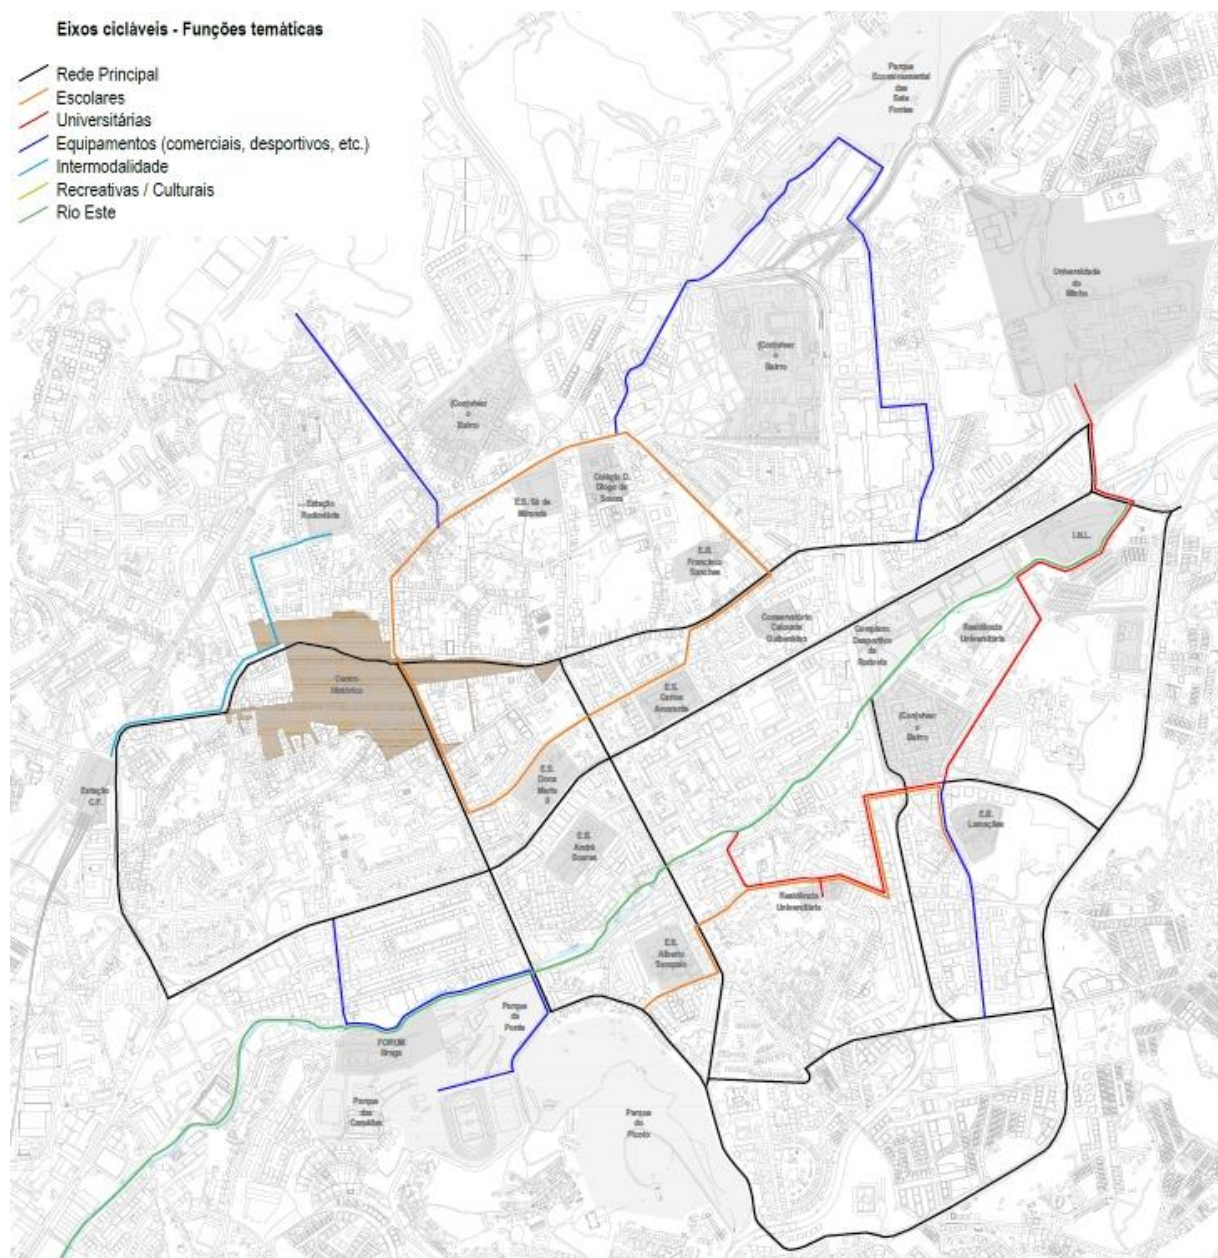 Eixos cicláveis - Funções temáticas
Rede Principal
Escolares
Universitárias
Equipamentos (comerciais, desportivos, etc.)
Intermodalidade
Recreativas / Culturais
Rio Este
Parque
Ecomonumental
das
Sete
Fontes
Universidade
do
Minho
(Con)viver
o
Bairro
(Con)viver
o
Bairro
Colégio D.
Diogo de
Sousa
E.S. Sá de
Miranda
Estação
Rodoviária
E.B.
Francisco
Sanches
I.N.L.
Conservatório
Calouste
Gulbenkian
Complexo
Desportivo
da
Rodovia
Residência
Universitária
Centro
Histórico
E.S.
Carlos
Amarante
(Con)viver
o
Bairro
E.S.
Dona
Maria
II
Estação
C.F.
E.B.
Lamaçães
E.B.
André
Soares
Residência
Universitária
E.S.
Alberto
Sampaio
Parque
da
Ponte
FORUM
Braga
Parque
das
Camélias
Parque
do
Picoto